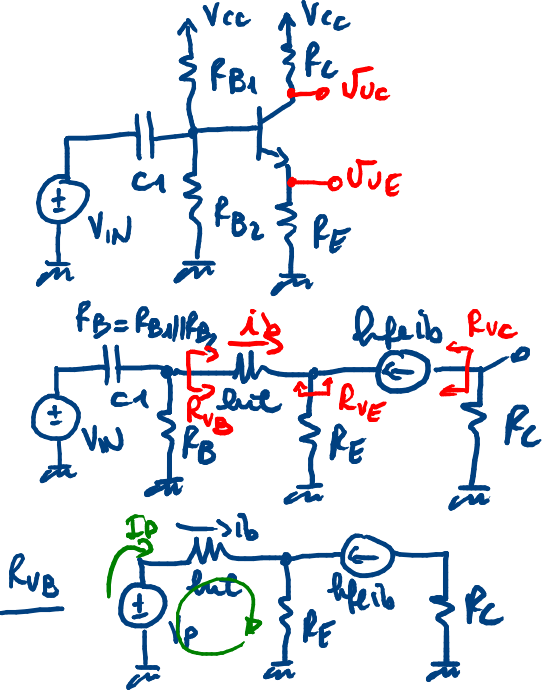 Vcc Vcc
RB1 RC
VUC
C1
VUE
VIN RB2 RE
RB = RB1//RB2 ib hfeib RVC
C1 RVB hie RVE
VIN RB RE RC
Ip ib
RVB hie hfeib
Vp RE RC